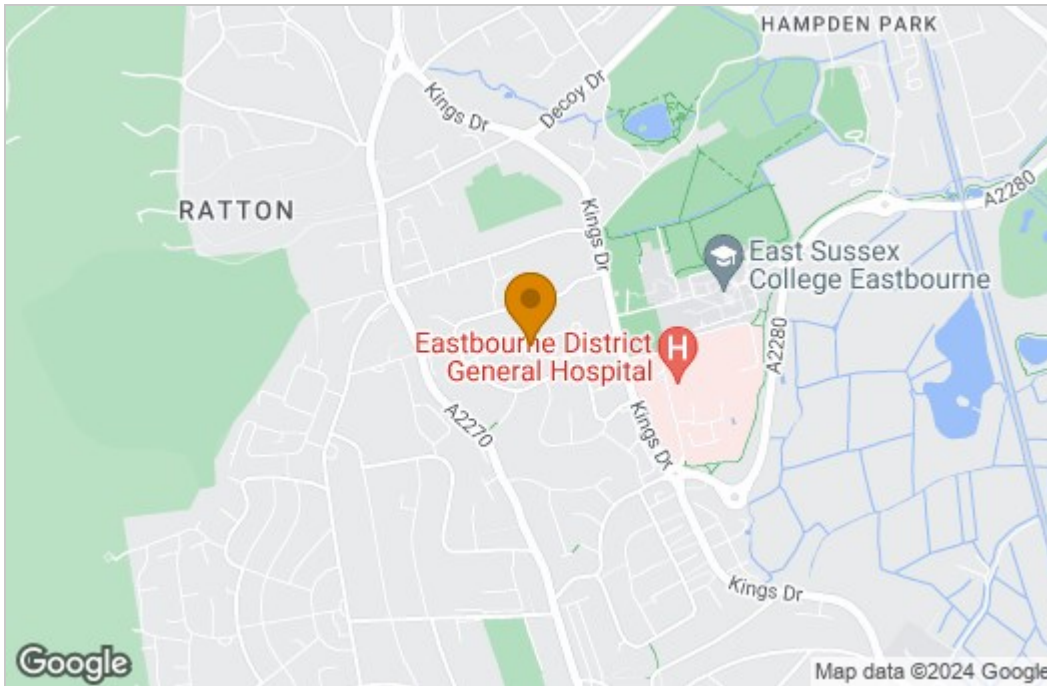 HAMPDEN PARK
Kings Dr
Decoy Dr
RATTON
A2280
Kings Dr
East Sussex
College Eastbourne
Eastbourne District
General Hospital
H
A2280
A2270
Kings Dr
Kings Dr
Google
Map data ©2024 Google